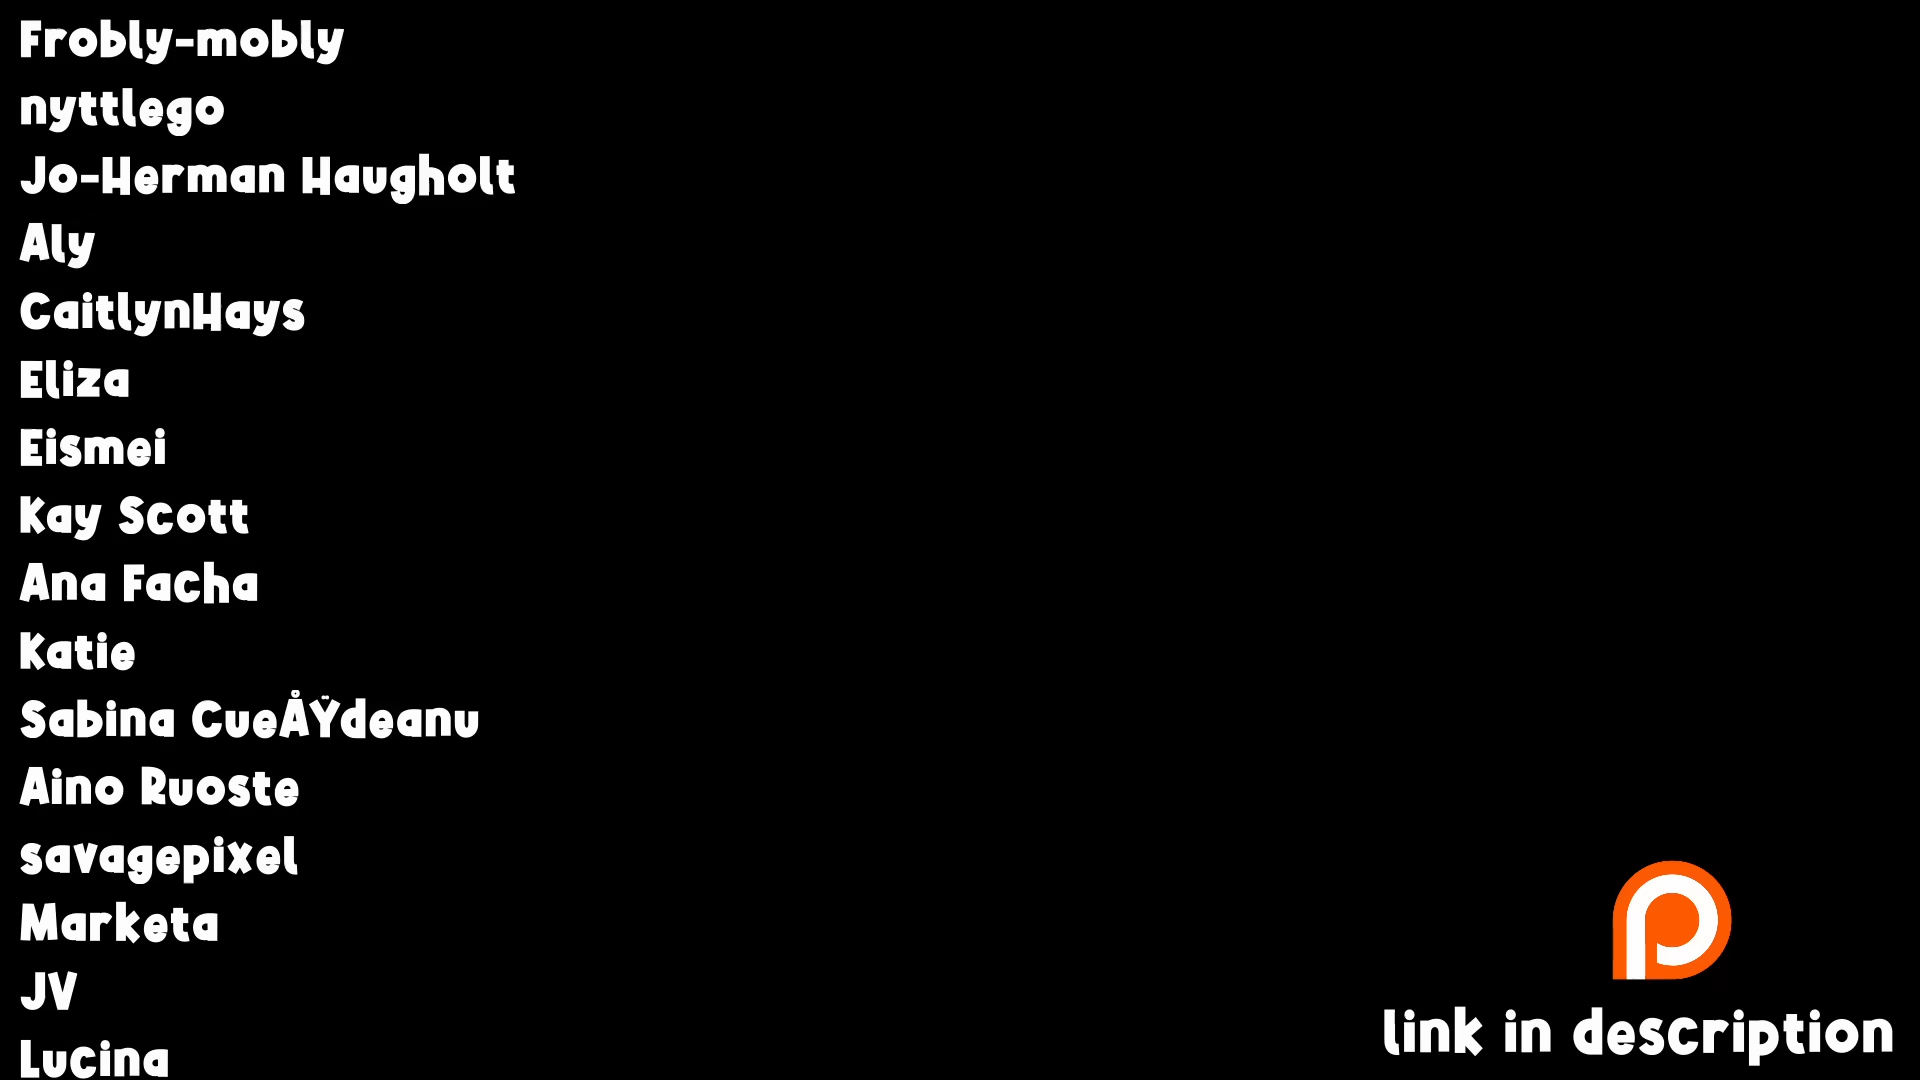 Frobly-mobly
nyttlego
Jo-Herman Haugholt
Aly
CaitlynHays
Eliza
Eismei
Kay Scott
Ana Facha
Katie
Sabina CueÅŸdeanu
Aino Ruoste
savagepixel
Marketa
JV
Lucina
link in description